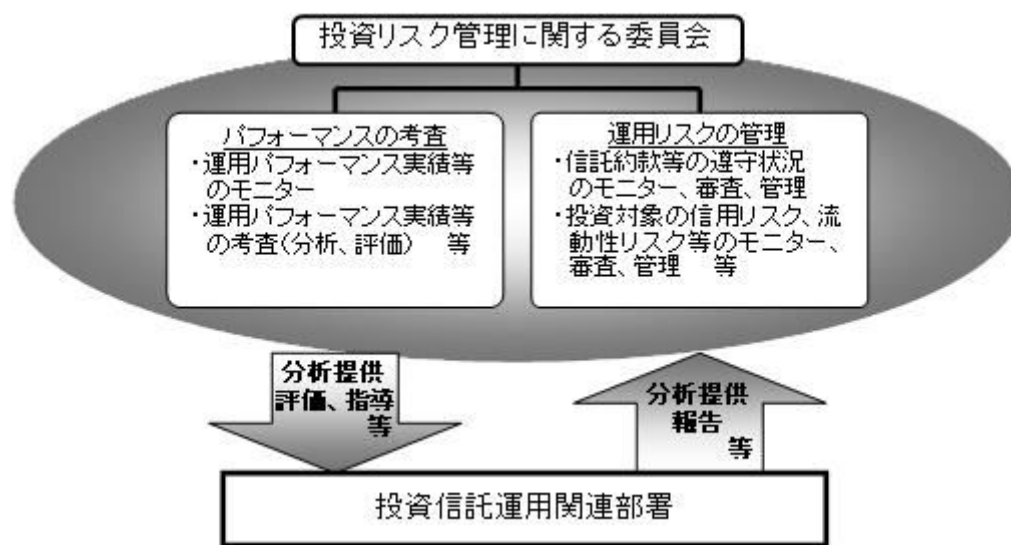 投資リスク管理に関する委員会
パフォーマンスの考査
・運用パフォーマンス実績等
のモニター
・運用パフォーマンス実績等
の考査(分析、評価) 等
運用リスクの管理
・信託約款等の遵守状況
のモニター、審査、管理
・投資対象の信用リスク、流
動性リスク等のモニター、
審査、管理 等
分析提供
評価、指導
等
分析提供
報告
等
投資信託運用関連部署